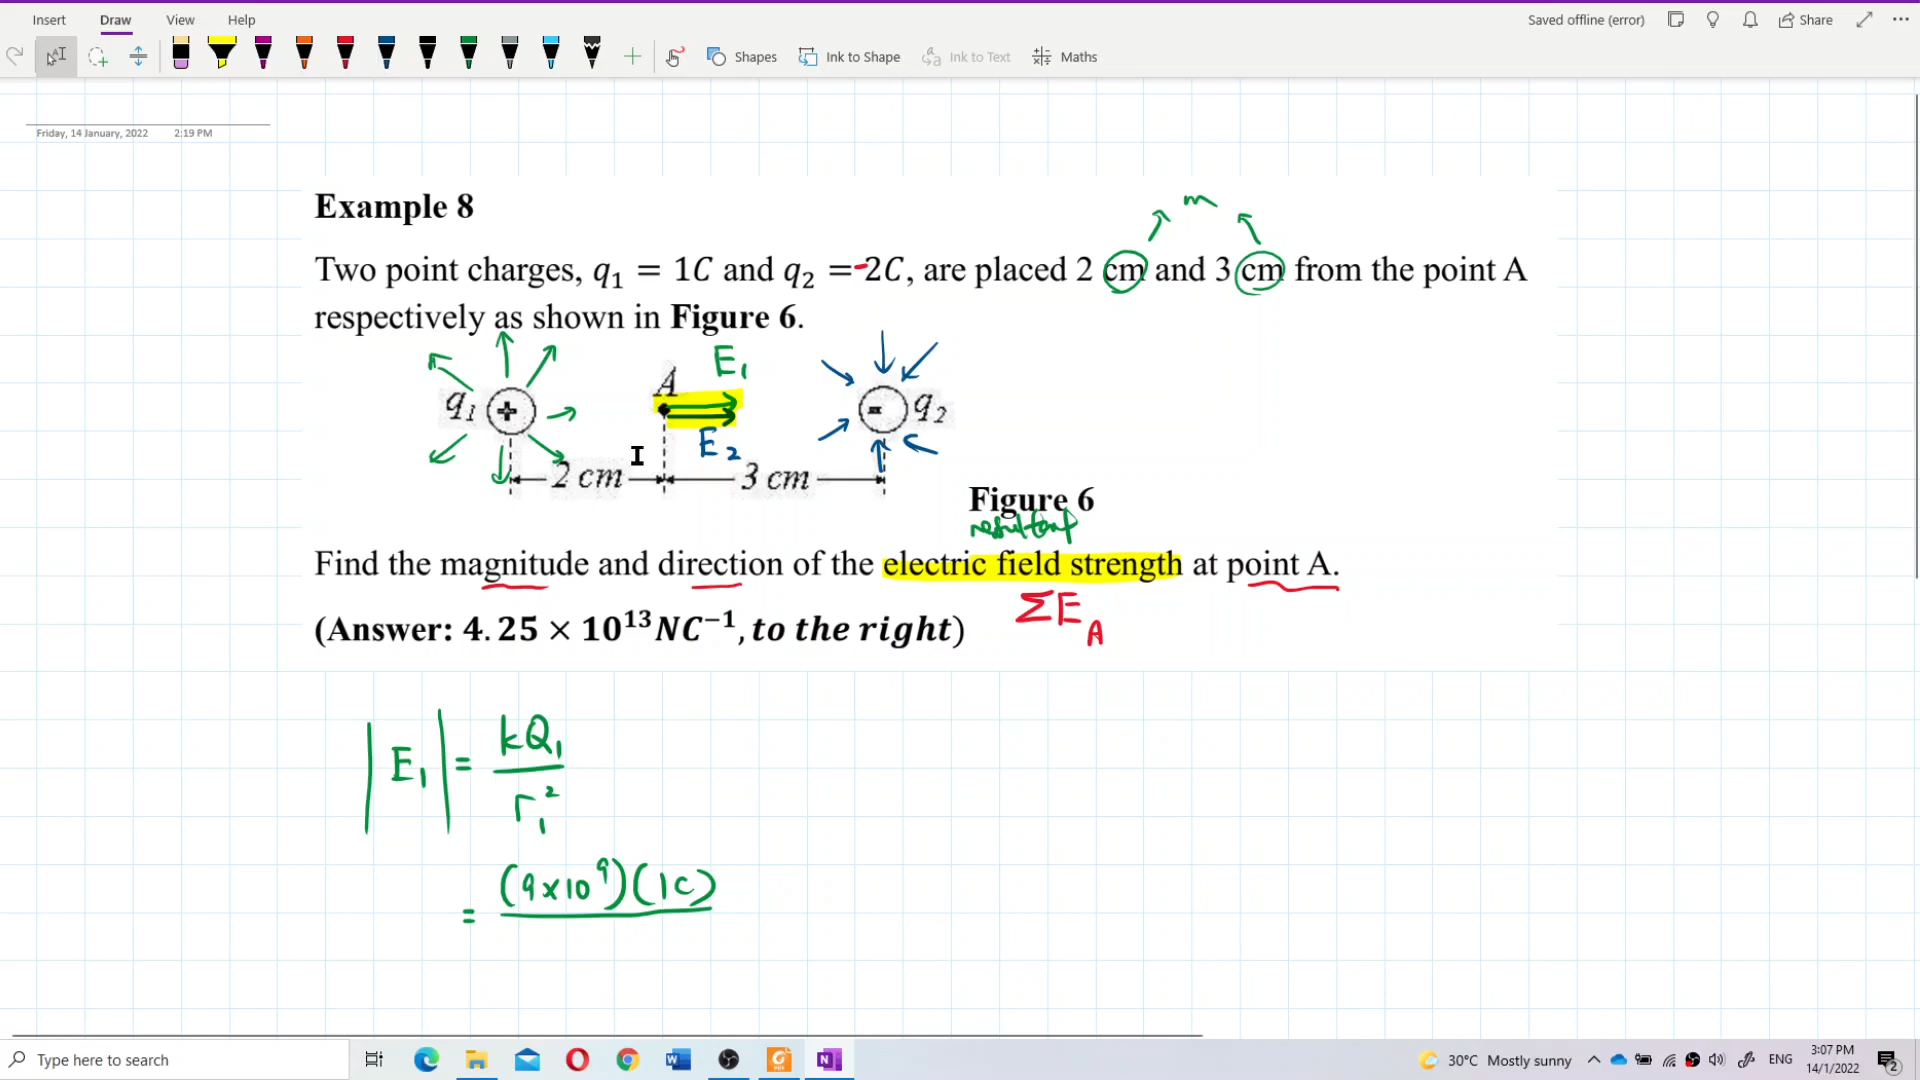 Insert Draw View Help Saved offline (error) Share
Shapes Ink to Shape Ink to Text Maths
Friday, 14 January, 2022 2:19 PM
Example 8
m
Two point charges, q₁ = 1C and q₂ = -2C, are placed 2 cm and 3 cm from the point A
respectively as shown in Figure 6.
E₁
A
q₁ + - q₂
E₂
2 cm 3 cm
Figure 6
resultant
Find the magnitude and direction of the electric field strength at point A.
ΣE_A
(Answer: 4.25 × 10¹³NC⁻¹, to the right)
|E₁| = kQ₁ / r₁²
= (9x10⁹)(1C)
Type here to search 30°C Mostly sunny ENG 3:07 PM
14/1/2022 2